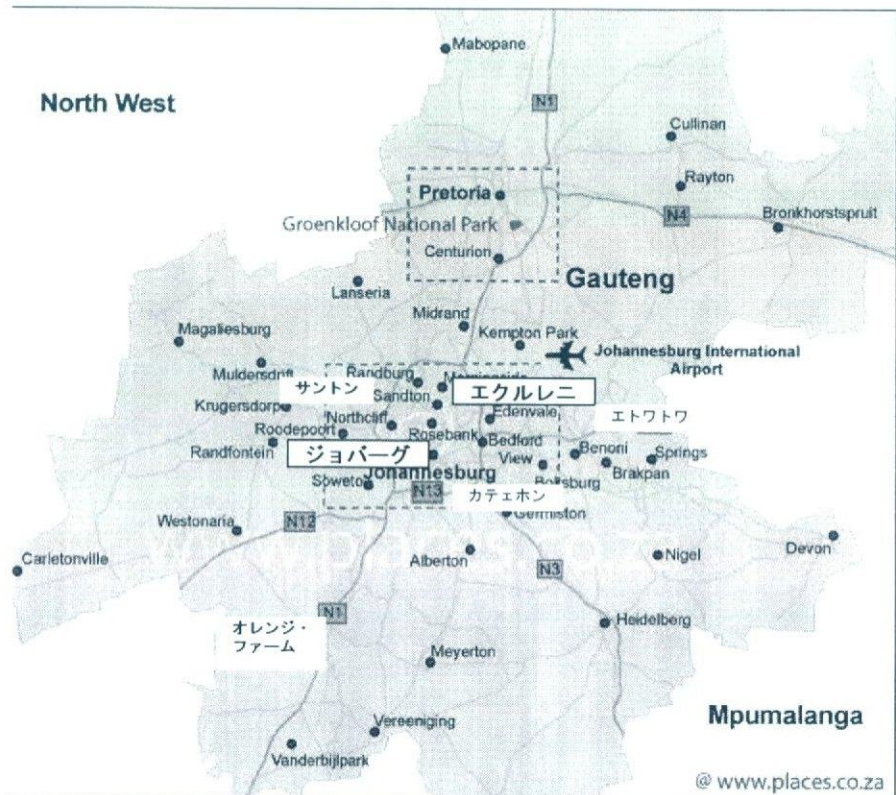 Mabopane
North West
N1
Cullinan
Rayton
Pretoria
N4
Bronkhorstspruit
Groenkloof National Park
Centurion
Gauteng
Lanseria
Midrand
Magaliesburg
Kempton Park
Johannesburg International
Airport
Muldersdrift
Randburg
サントン
エクルレニ
Sandton
Krugersdorp
Northcliff
Edenvale
エトワトワ
Roodepoort
Rosebank
Bedford
View
Benoni
Springs
Randfontein
ジョバーグ
Brakpan
Johannesburg
Boksburg
Soweto
N13
カテェホン
Germiston
Westonaria
N12
www.places.co.za
Devon
Carletonville
Alberton
N3
Nigel
N1
オレンジ・
ファーム
Heidelberg
Meyerton
Mpumalanga
Vereeniging
Vanderbijlpark
@ www.places.co.za